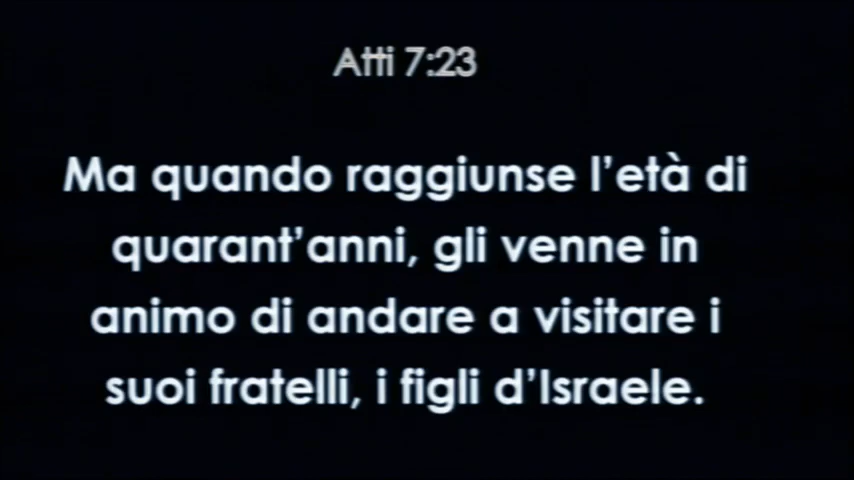 Atti 7:23
Ma quando raggiunse l’età di
quarant’anni, gli venne in
animo di andare a visitare i
suoi fratelli, i figli d’Israele.